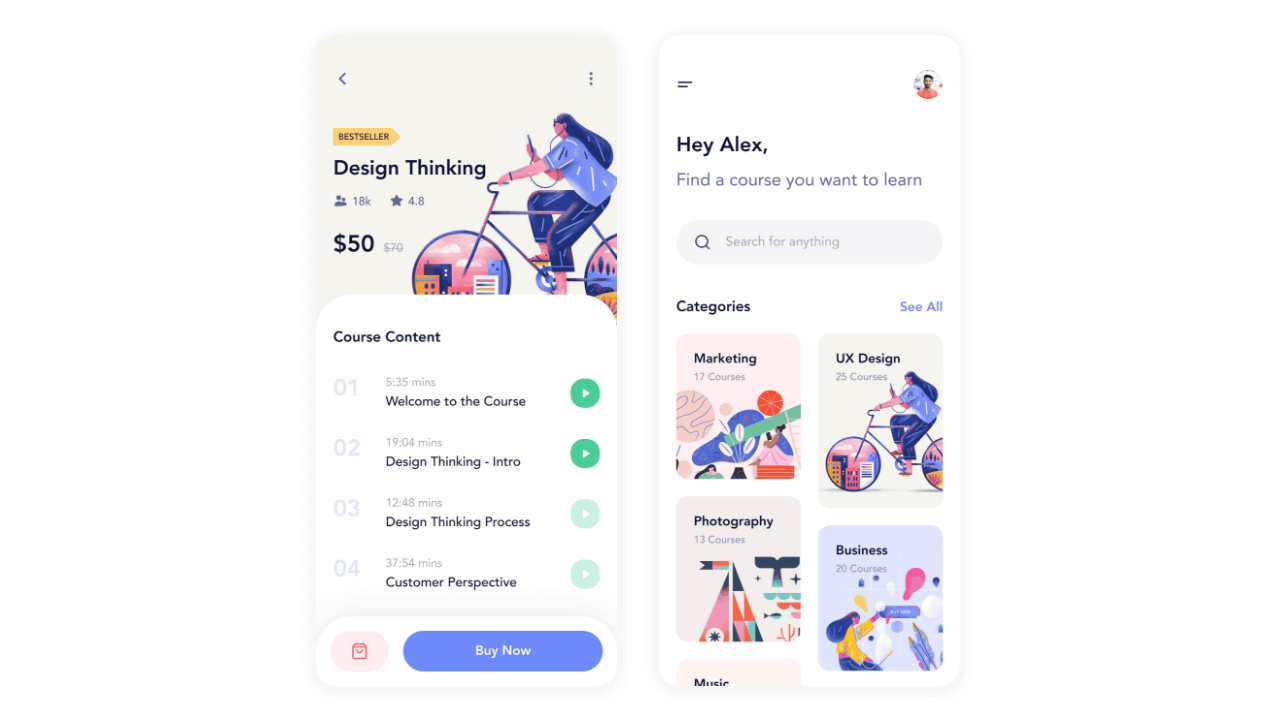 BESTSELLER
Design Thinking
18k 4.8
$50 $70
Course Content
01
5:35 mins
Welcome to the Course
02
19:04 mins
Design Thinking - Intro
03
12:48 mins
Design Thinking Process
04
37:54 mins
Customer Perspective
Buy Now
Hey Alex,
Find a course you want to learn
Search for anything
Categories See All
Marketing
17 Courses
UX Design
25 Courses
Photography
13 Courses
Business
20 Courses
BUY NOW
Music